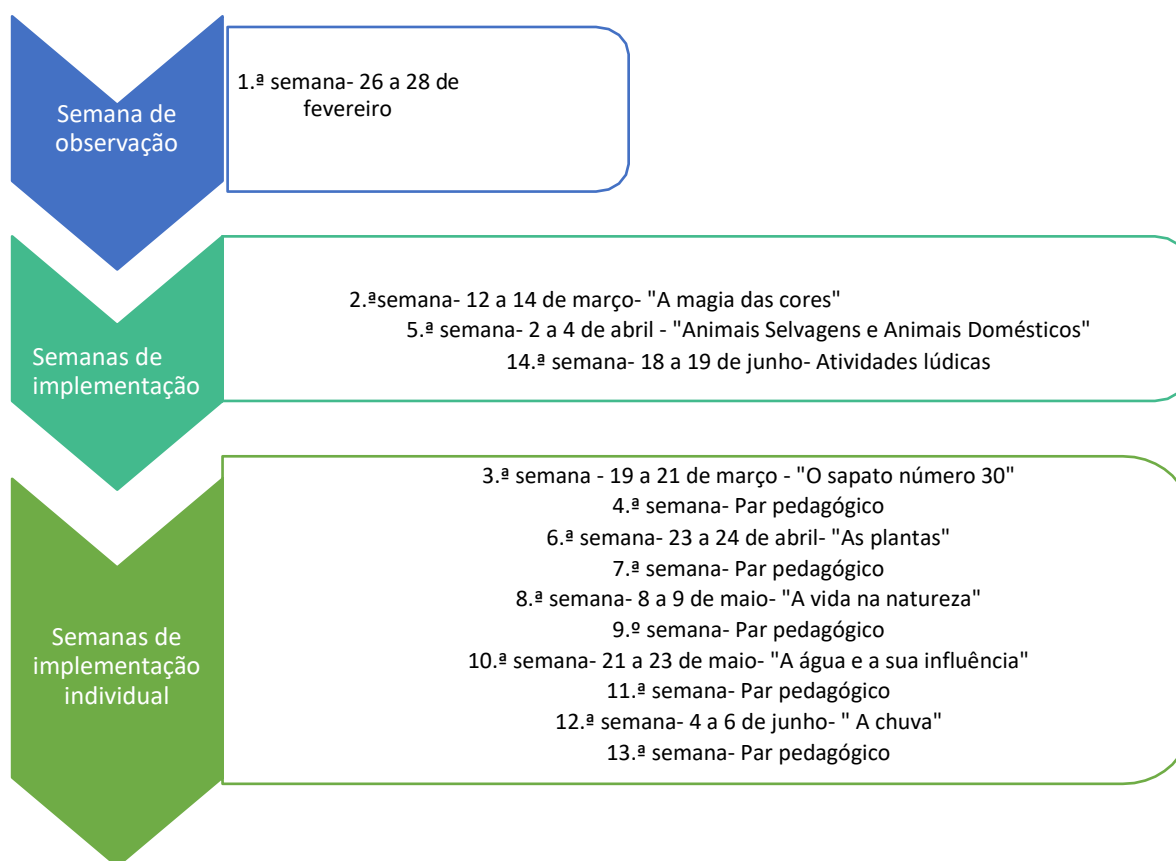 Semana de
observação
1.ª semana- 26 a 28 de
fevereiro
Semanas de
implementação
2.ªsemana- 12 a 14 de março- "A magia das cores"
5.ª semana- 2 a 4 de abril - "Animais Selvagens e Animais Domésticos"
14.ª semana- 18 a 19 de junho- Atividades lúdicas
Semanas de
implementação
individual
3.ª semana - 19 a 21 de março - "O sapato número 30"
4.ª semana- Par pedagógico
6.ª semana- 23 a 24 de abril- "As plantas"
7.ª semana- Par pedagógico
8.ª semana- 8 a 9 de maio- "A vida na natureza"
9.º semana- Par pedagógico
10.ª semana- 21 a 23 de maio- "A água e a sua influência"
11.ª semana- Par pedagógico
12.ª semana- 4 a 6 de junho- " A chuva"
13.ª semana- Par pedagógico